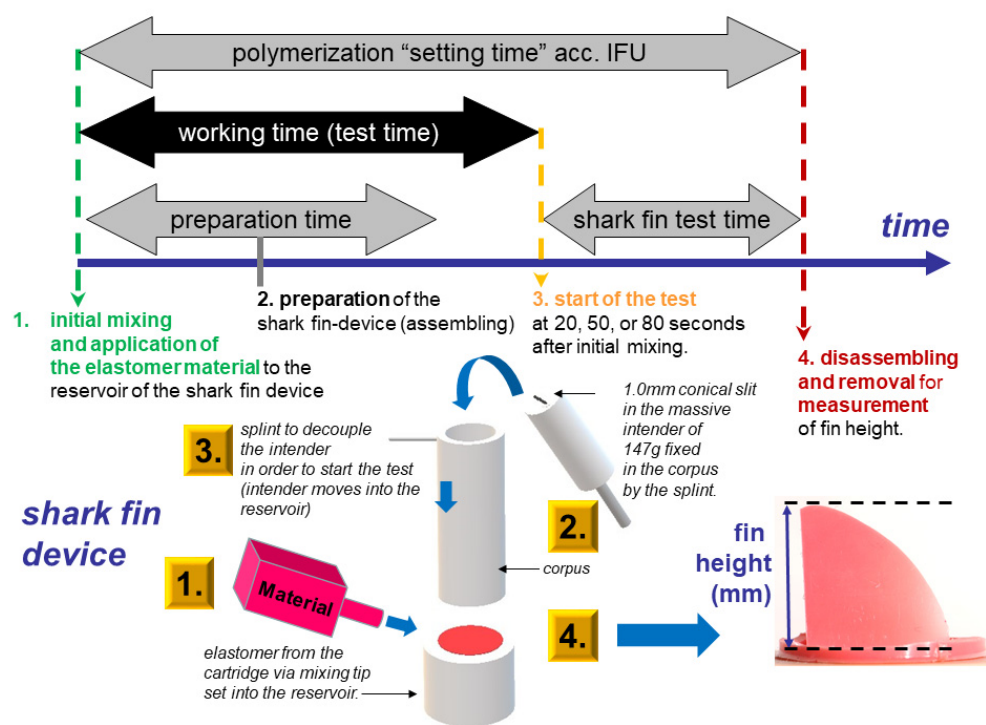 polymerization “setting time” acc. IFU
working time (test time)
preparation time
shark fin test time
time
1. initial mixing
and application of
the elastomer material to the
reservoir of the shark fin device
2. preparation of the
shark fin-device (assembling)
3. start of the test
at 20, 50, or 80 seconds
after initial mixing.
4. disassembling
and removal for
measurement
of fin height.
3.
splint to decouple
the intender
in order to start the test
(intender moves into the
reservoir)
1.0mm conical slit
in the massive
intender of
147g fixed
in the corpus
by the splint.
2.
shark fin
device
corpus
1.
Material
elastomer from the
cartridge via mixing tip
set into the reservoir.
4.
fin
height
(mm)